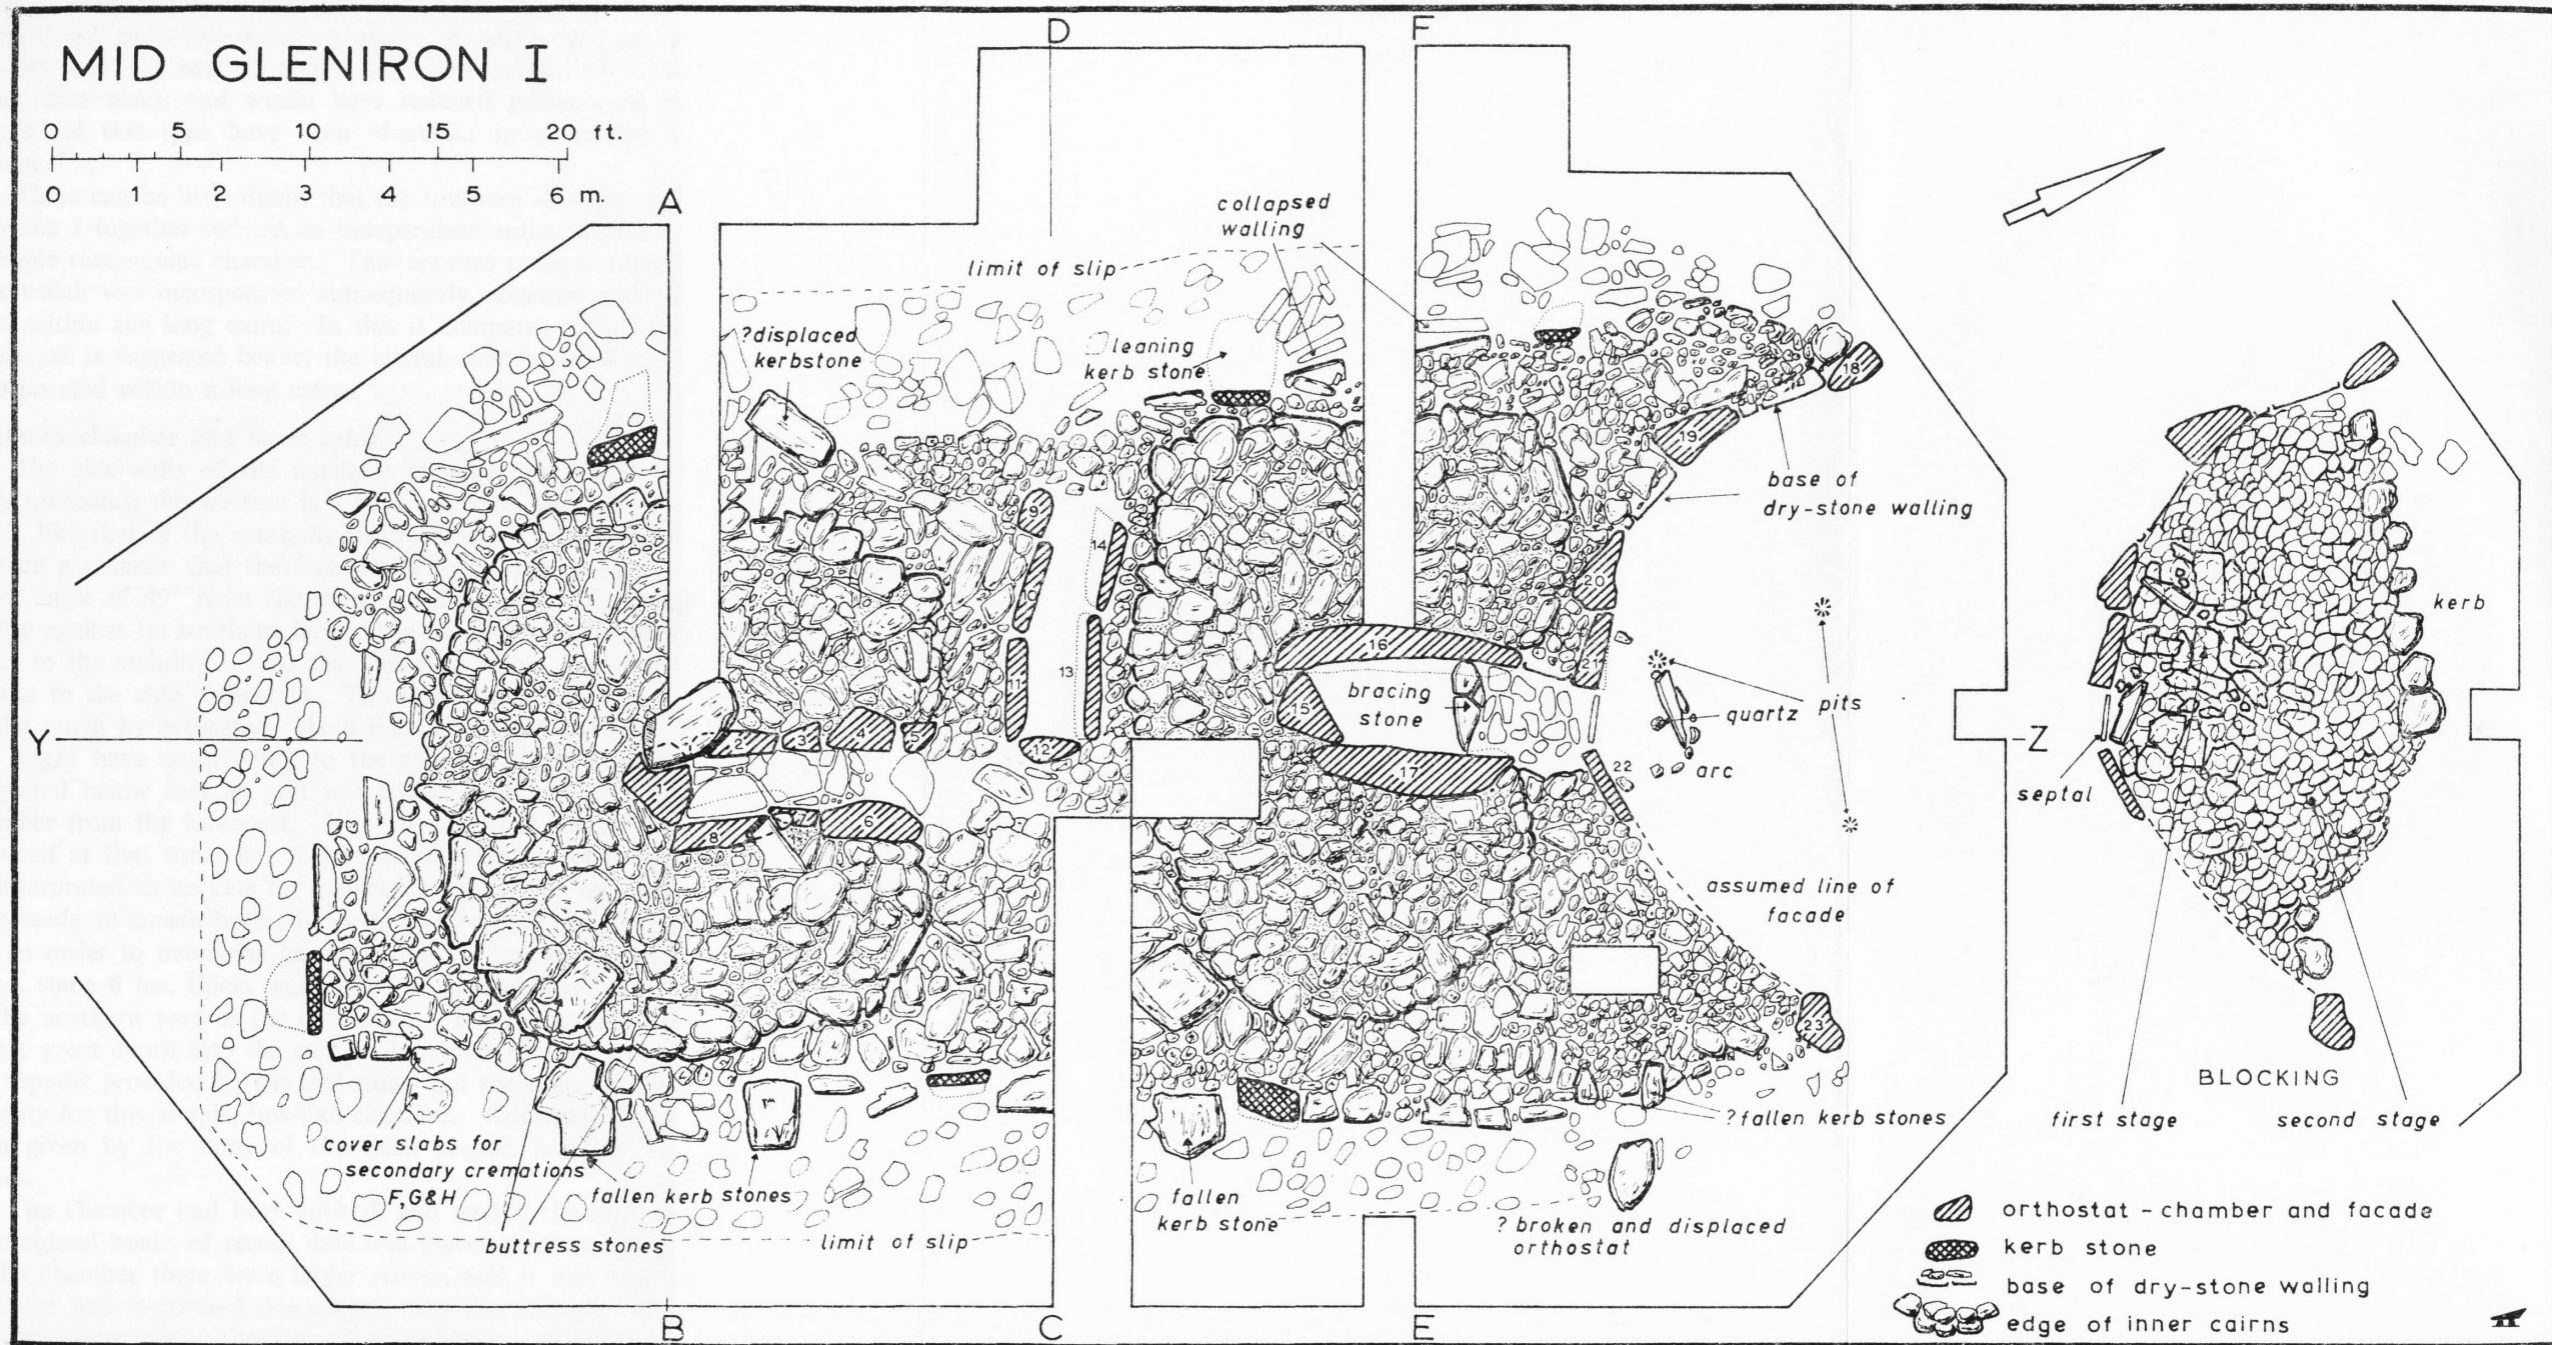 MID GLENIRON I
0 5 10 15 20 ft.
0 1 2 3 4 5 6 m.
A
D
F
collapsed
walling
limit of slip
?displaced
kerbstone
leaning
kerb stone
18
19
base of
dry-stone walling
9
14
10
20
kerb
16
21
11
13
bracing
stone
15
pits
quartz
Y
2
3
4
5
12
Z
1
17
22
arc
septal
8
6
assumed line of
facade
23
BLOCKING
first stage
second stage
?fallen kerb stones
cover slabs for
secondary cremations
F,G&H
fallen kerb stones
fallen
kerb stone
? broken and displaced
orthostat
buttress stones
limit of slip
orthostat - chamber and facade
kerb stone
base of dry-stone walling
edge of inner cairns
B
C
E